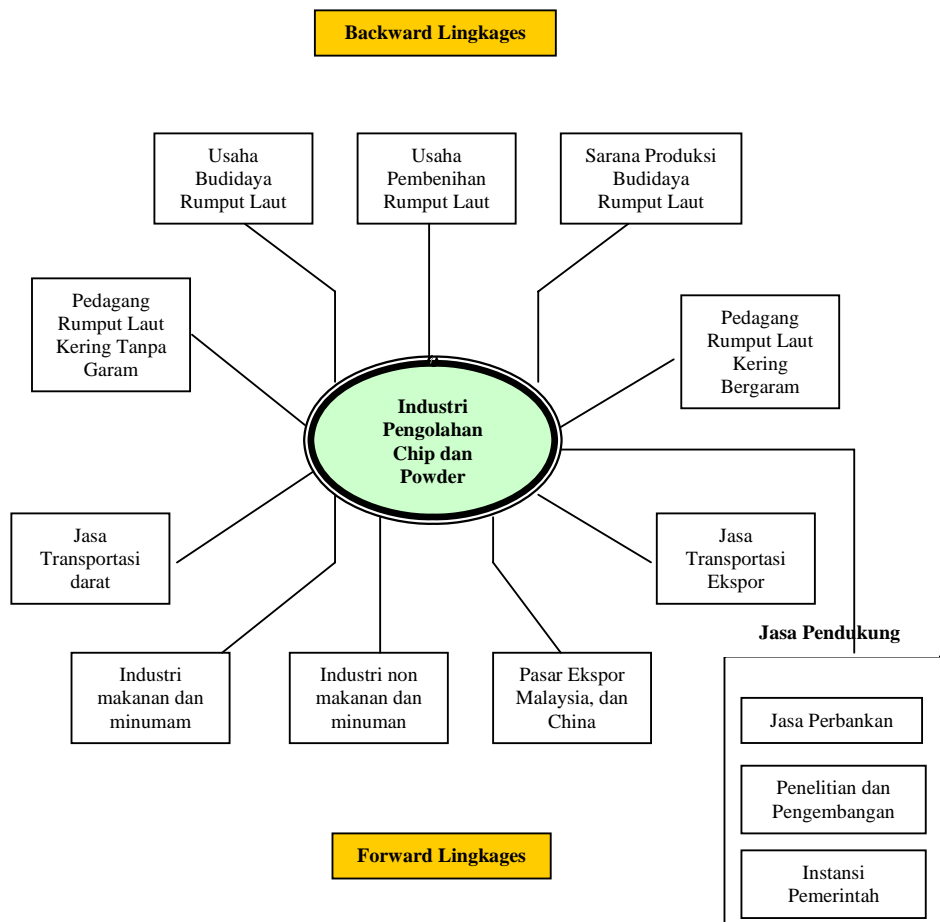 Backward Lingkages
Usaha
Budidaya
Rumput Laut
Usaha
Pembenihan
Rumput Laut
Sarana Produksi
Budidaya
Rumput Laut
Pedagang
Rumput Laut
Kering Tanpa
Garam
Pedagang
Rumput Laut
Kering
Bergaram
Industri
Pengolahan
Chip dan
Powder
Jasa
Transportasi
darat
Jasa
Transportasi
Ekspor
Industri
makanan dan
minumam
Industri non
makanan dan
minuman
Pasar Ekspor
Malaysia, dan
China
Jasa Pendukung
Jasa Perbankan
Penelitian dan
Pengembangan
Instansi
Pemerintah
Forward Lingkages